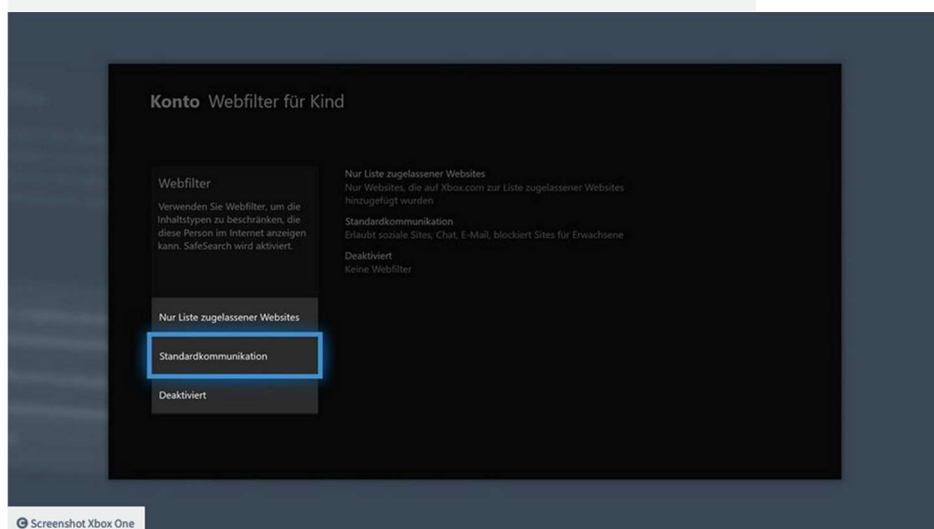 Konto Webfilter für Kind
Webfilter
Verwenden Sie Webfilter, um die
Inhaltstypen zu beschränken, die
diese Person im Internet anzeigen
kann. SafeSearch wird aktiviert.
Nur Liste zugelassener Websites
Standardkommunikation
Deaktiviert
Nur Liste zugelassener Websites
Nur Websites, die auf Xbox.com zur Liste zugelassener Websites
hinzugefügt wurden
Standardkommunikation
Erlaubt soziale Sites, Chat, E-Mail, blockiert Sites für Erwachsene
Deaktiviert
Keine Webfilter
Screenshot Xbox One